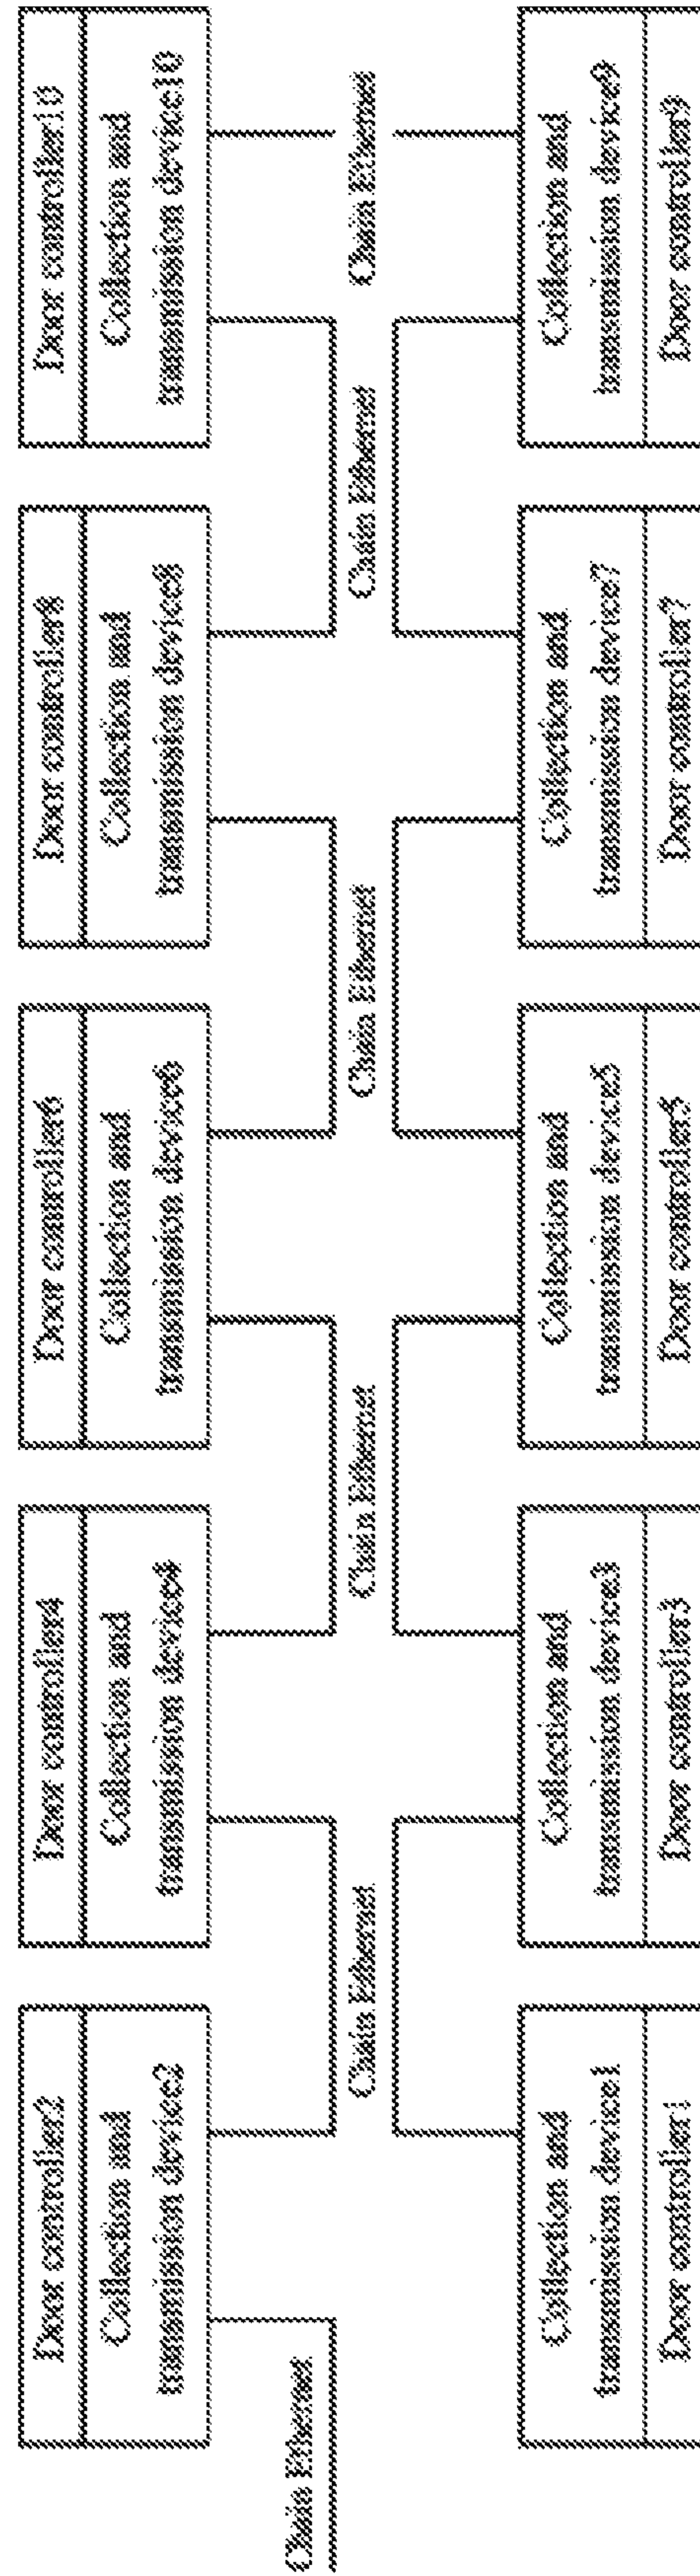 Door controller2
Collection and
transmission device2
Door controller4
Collection and
transmission device4
Door controller6
Collection and
transmission device6
Door controller8
Collection and
transmission device8
Door controller10
Collection and
transmission device10
Chain Ethernet
Chain Ethernet
Chain Ethernet
Chain Ethernet
Chain Ethernet
Chain Ethernet
Collection and
transmission device1
Door controller1
Collection and
transmission device3
Door controller3
Collection and
transmission device5
Door controller5
Collection and
transmission device7
Door controller7
Collection and
transmission device9
Door controller9